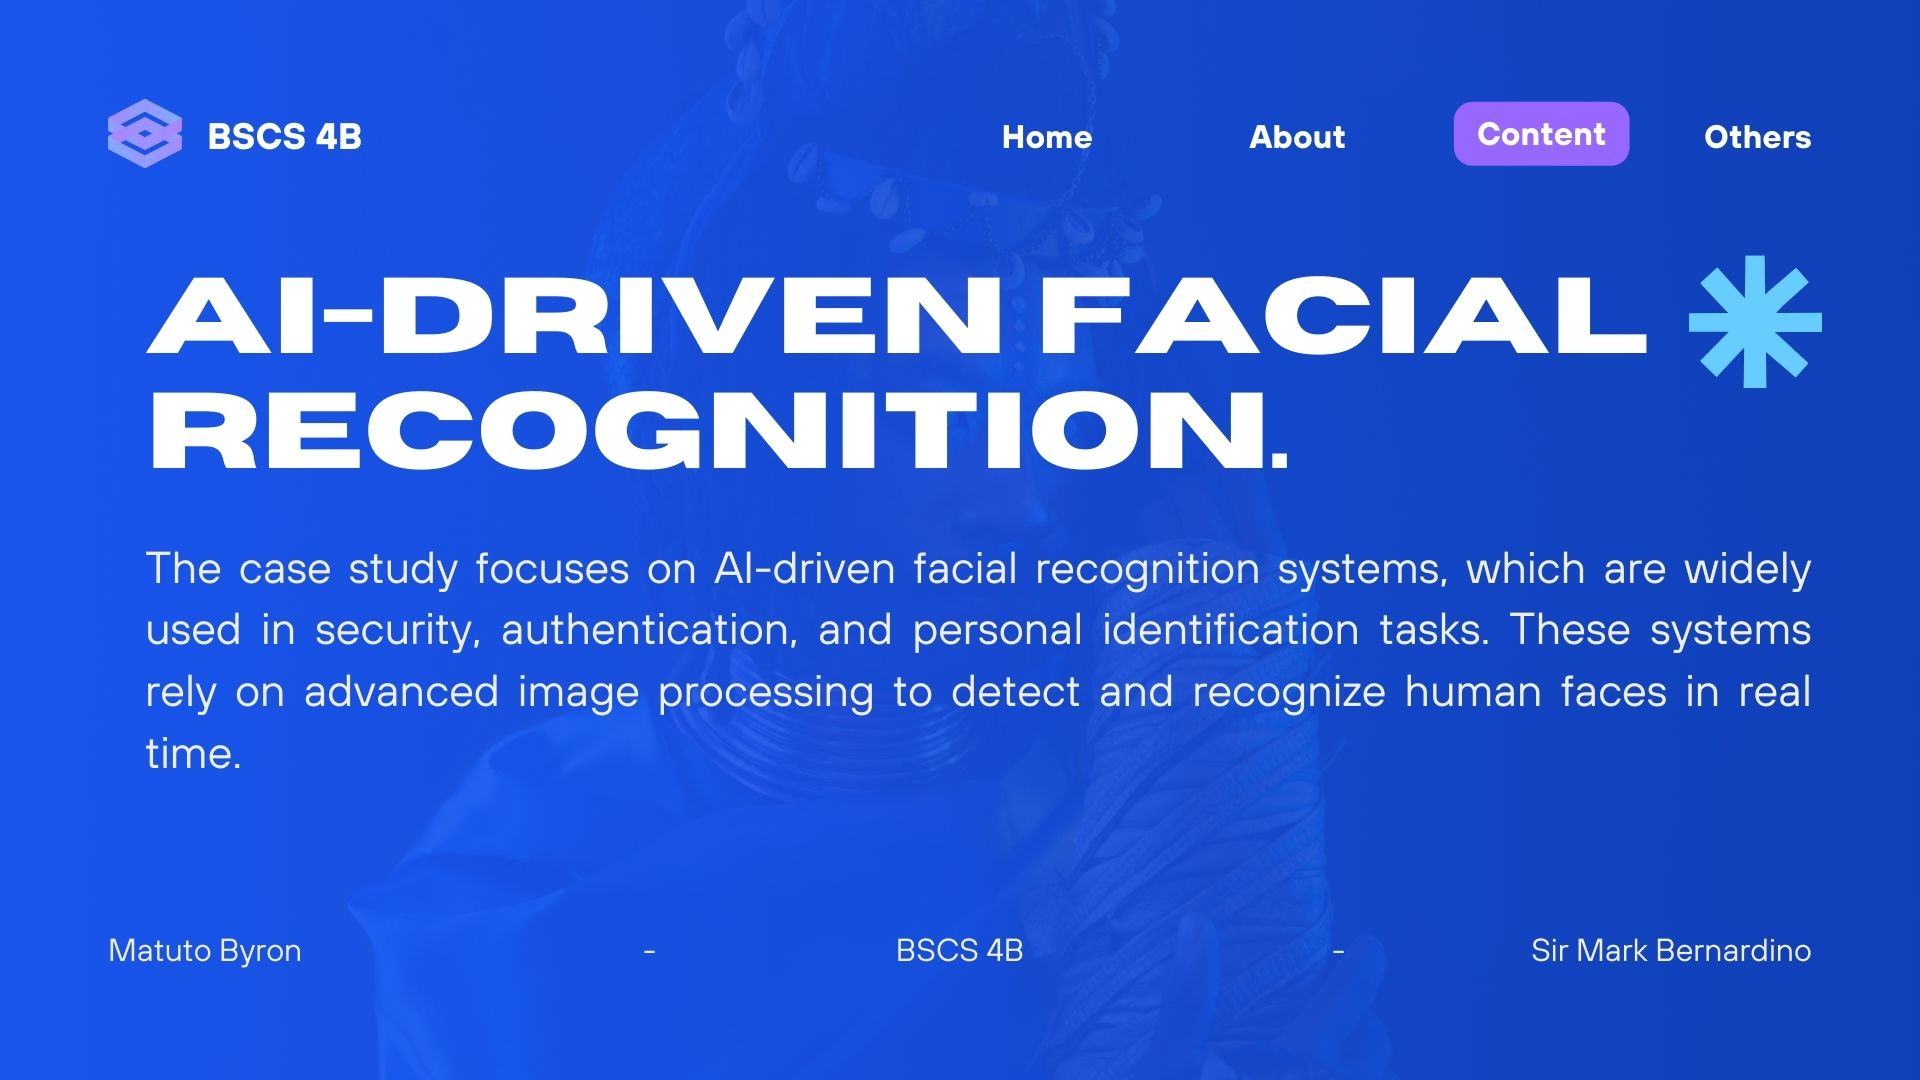 BSCS 4B
Home
About
Content
Others
AI-DRIVEN FACIAL
RECOGNITION.
The case study focuses on AI-driven facial recognition systems, which are widely
used in security, authentication, and personal identification tasks. These systems
rely on advanced image processing to detect and recognize human faces in real
time.
Matuto Byron - BSCS 4B - Sir Mark Bernardino